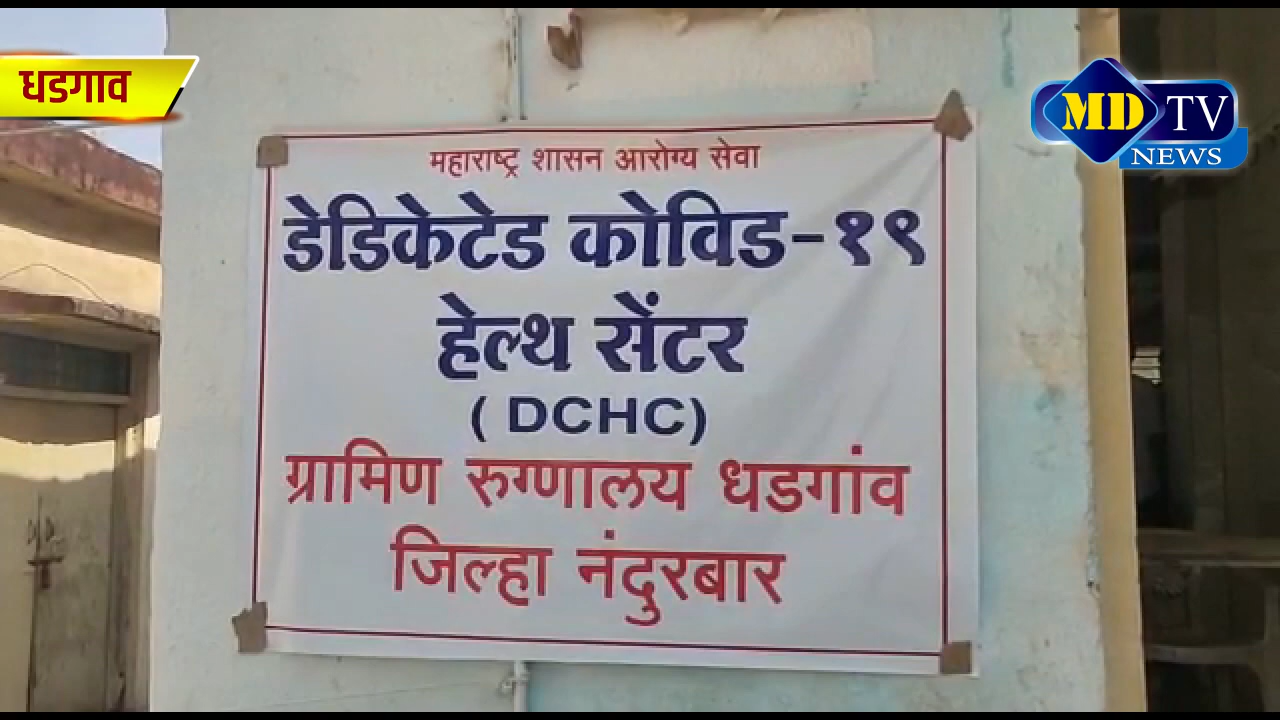 धडगाव
MD TV
NEWS
महाराष्ट्र शासन आरोग्य सेवा
डेडिकेटेड कोविड-१९
हेल्थ सेंटर
( DCHC)
ग्रामिण रुग्णालय धडगांव
जिल्हा नंदुरबार